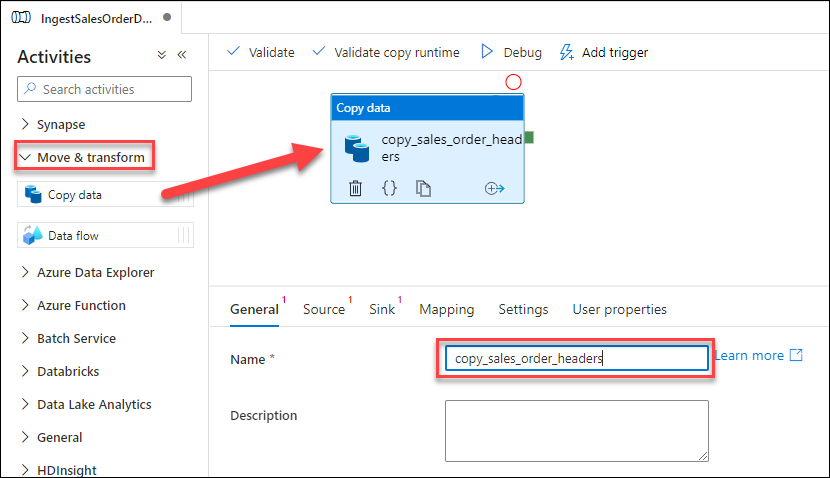 IngestSalesOrderD...
Activities
Search activities
Synapse
Move & transform
Copy data
Data flow
Azure Data Explorer
Azure Function
Batch Service
Databricks
Data Lake Analytics
General
HDInsight
Validate Validate copy runtime Debug Add trigger
Copy data
copy_sales_order_head
ers
{}
General 1 Source 1 Sink 1 Mapping Settings User properties
Name * copy_sales_order_headers Learn more
Description